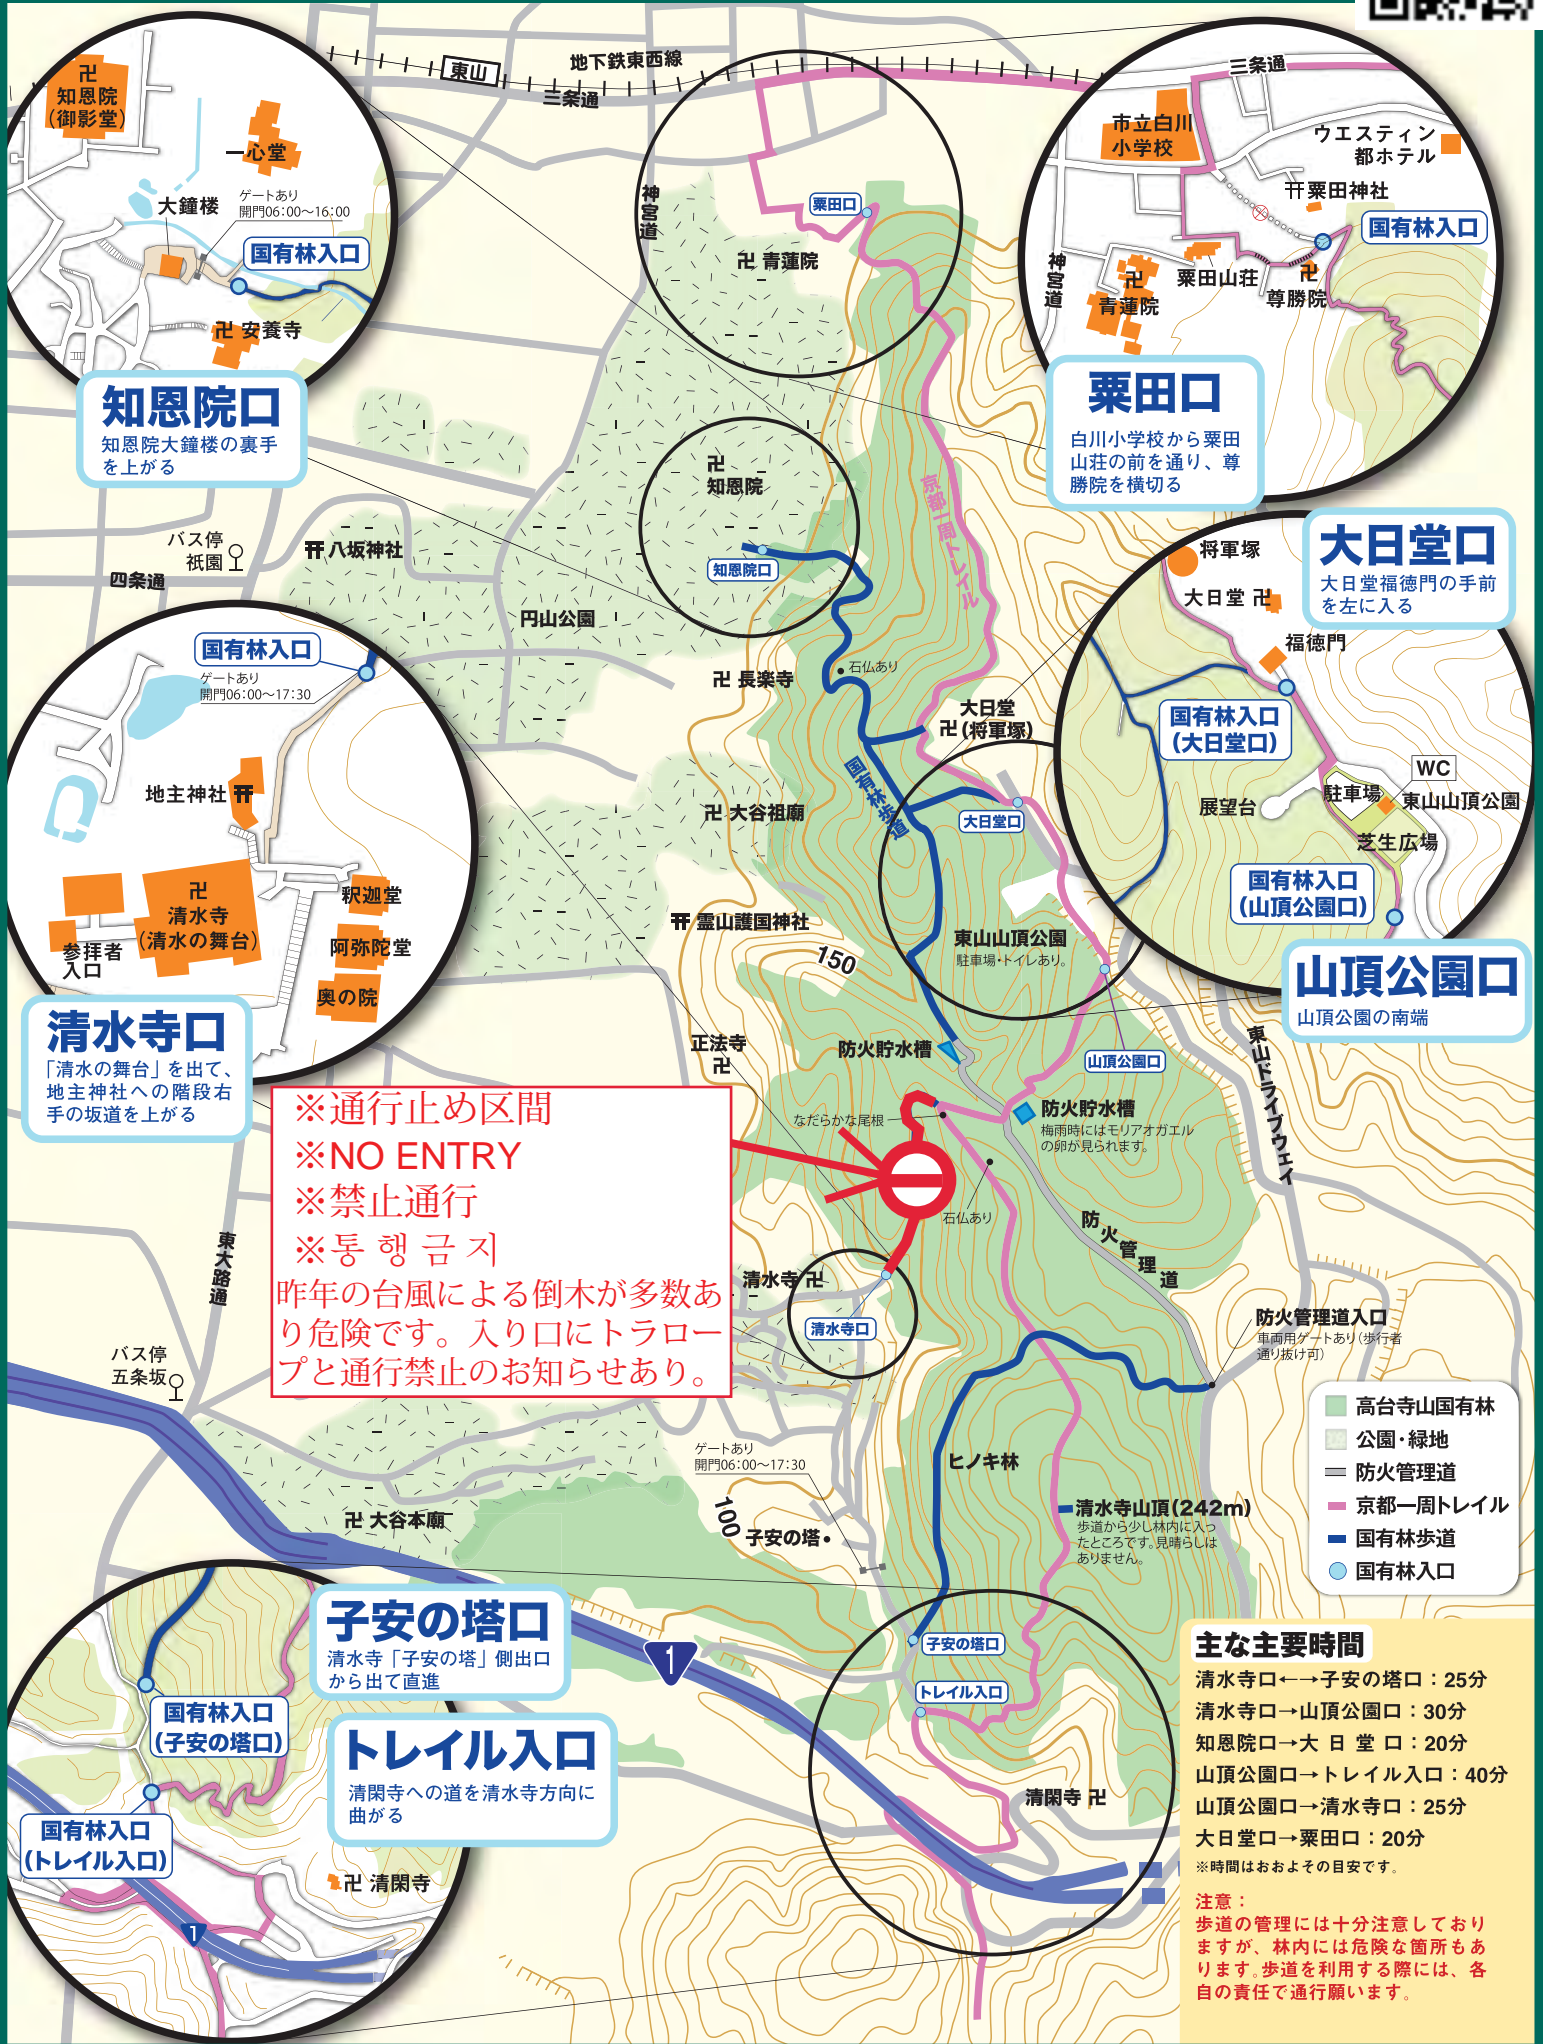 地下鉄東西線
東山
三条通
神宮道
粟田口
卍 青蓮院
卍
知恩院
(御影堂)
一心堂
大鐘楼
ゲートあり
開門06:00〜16:00
国有林入口
卍 安養寺
知恩院口
知恩院大鐘楼の裏手
を上がる
三条通
市立白川
小学校
ウエスティン
都ホテル
粟田神社
国有林入口
神宮道
卍
青蓮院
粟田山荘
卍
尊勝院
粟田口
白川小学校から粟田
山荘の前を通り、尊
勝院を横切る
卍
知恩院
知恩院口
京都一周トレイル
バス停
祇園
八坂神社
四条通
円山公園
石仏あり
卍 長楽寺
大日堂
卍(将軍塚)
国有林歩道
卍 大谷祖廟
大日堂口
将軍塚
大日堂 卍
福徳門
国有林入口
(大日堂口)
WC
駐車場
東山山頂公園
展望台
芝生広場
国有林入口
(山頂公園口)
大日堂口
大日堂福徳門の手前
を左に入る
山頂公園口
山頂公園の南端
国有林入口
ゲートあり
開門06:00〜17:30
地主神社
卍
清水寺
(清水の舞台)
釈迦堂
阿弥陀堂
奥の院
参拝者
入口
清水寺口
「清水の舞台」を出て、
地主神社への階段右
手の坂道を上がる
霊山護国神社
150
東山山頂公園
駐車場・トイレあり。
正法寺
卍
防火貯水槽
山頂公園口
東山ドライブウェイ
※通行止め区間
※NO ENTRY
※禁止通行
※통행금지
昨年の台風による倒木が多数あ
り危険です。入り口にトラロー
プと通行禁止のお知らせあり。
なだらかな尾根
防火貯水槽
梅雨時にはモリアオガエル
の卵が見られます。
石仏あり
防火管理道
東大路通
清水寺 卍
清水寺口
防火管理道入口
車両用ゲートあり(歩行者
通り抜け可)
バス停
五条坂
高台寺山国有林
公園・緑地
防火管理道
京都一周トレイル
国有林歩道
国有林入口
ゲートあり
開門06:00〜17:30
ヒノキ林
100
子安の塔
清水寺山頂(242m)
歩道から少し林内に入っ
たところです。見晴らしは
ありません。
卍 大谷本廟
1
子安の塔口
トレイル入口
清閑寺 卍
子安の塔口
清水寺「子安の塔」側出口
から出て直進
国有林入口
(子安の塔口)
トレイル入口
清閑寺への道を清水寺方向に
曲がる
国有林入口
(トレイル入口)
卍 清閑寺
1
主な主要時間
清水寺口←→子安の塔口:25分
清水寺口→山頂公園口:30分
知恩院口→大日堂口:20分
山頂公園口→トレイル入口:40分
山頂公園口→清水寺口:25分
大日堂口→粟田口:20分
※時間はおおよその目安です。
注意:
歩道の管理には十分注意しており
ますが、林内には危険な箇所もあ
ります。歩道を利用する際には、各
自の責任で通行願います。